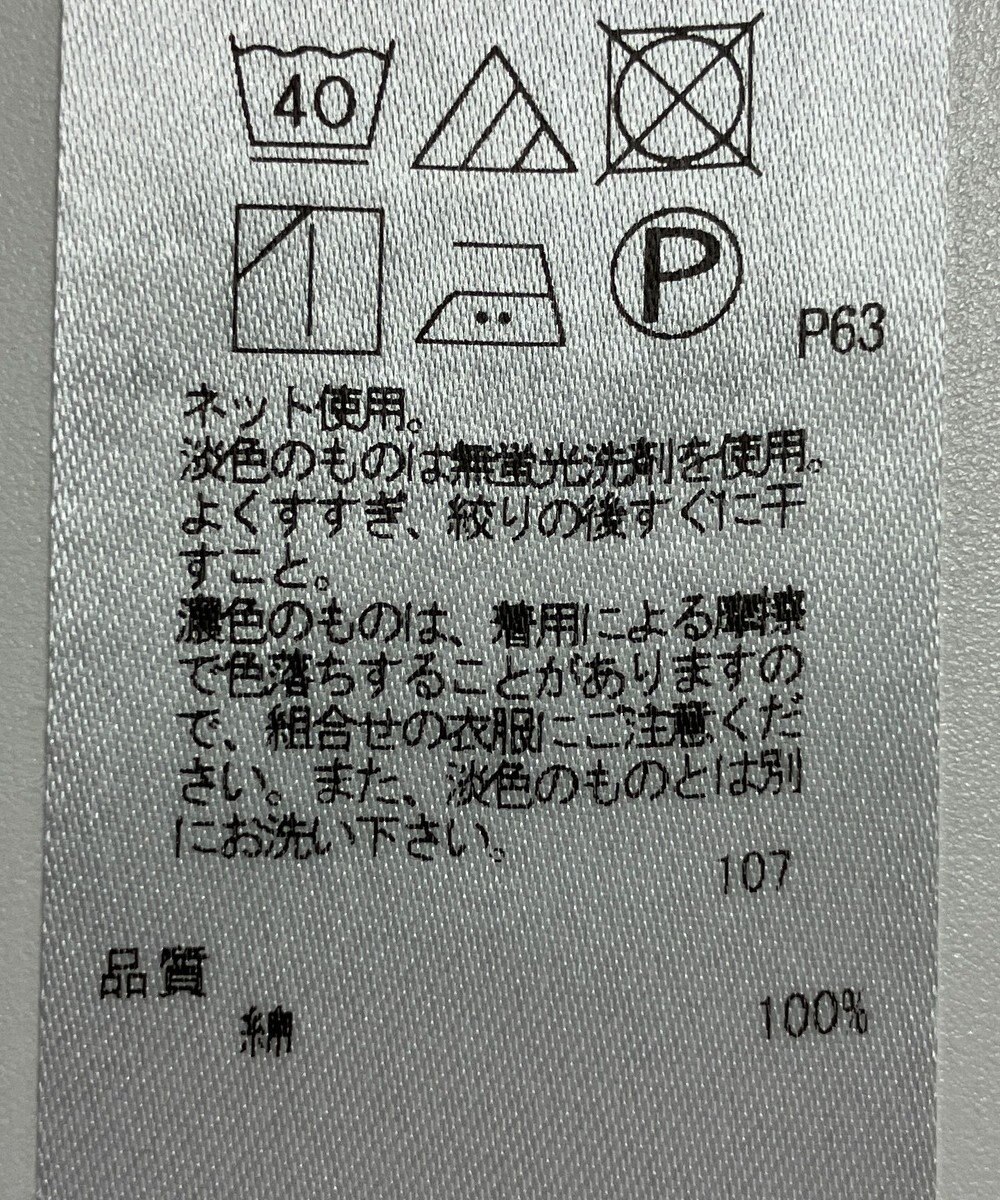 40
P
P63
ネット使用。
淡色のものは無蛍光洗剤を使用。
よくすすぎ、絞りの後すぐに干
すこと。
濃色のものは、着用による摩擦
で色落ちすることがありますの
で、組合せの衣服にご注意くだ
さい。また、淡色のものとは別
にお洗い下さい。
107
品質
綿 100%